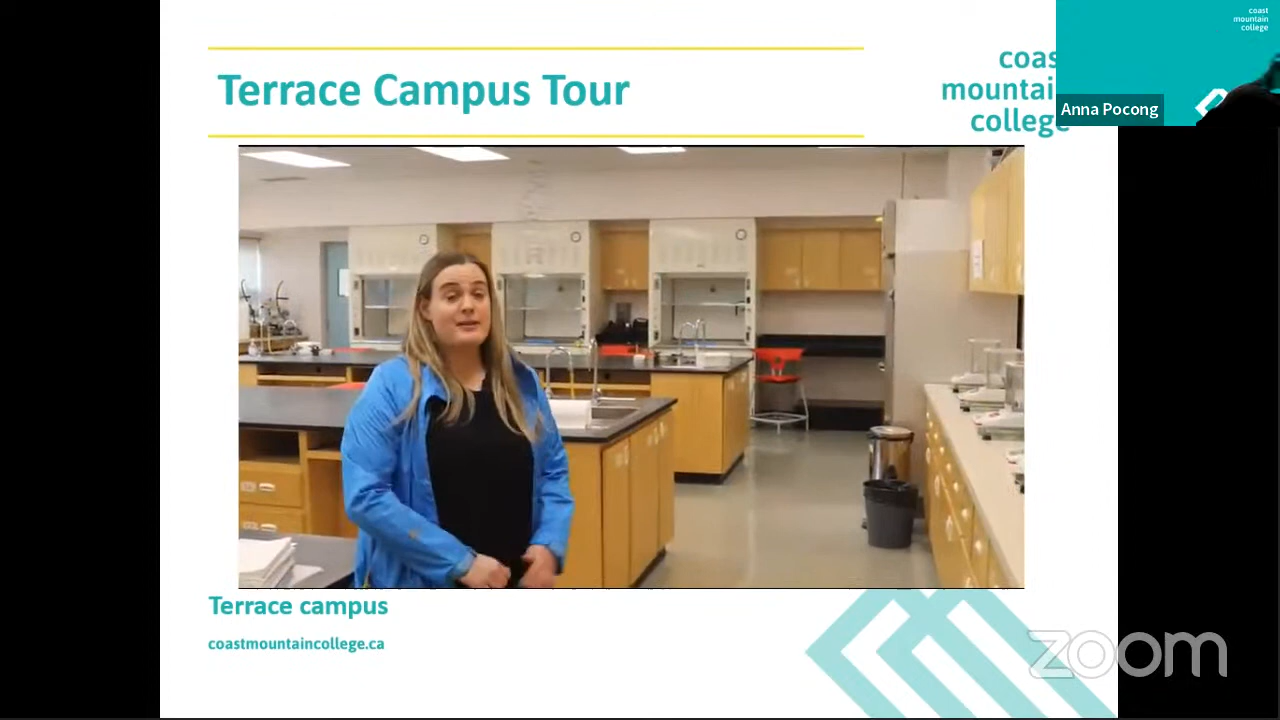 Terrace Campus Tour
coas
mountai
college
coast
mountain
college
Anna Pocong
Terrace campus
coastmountaincollege.ca
zoom